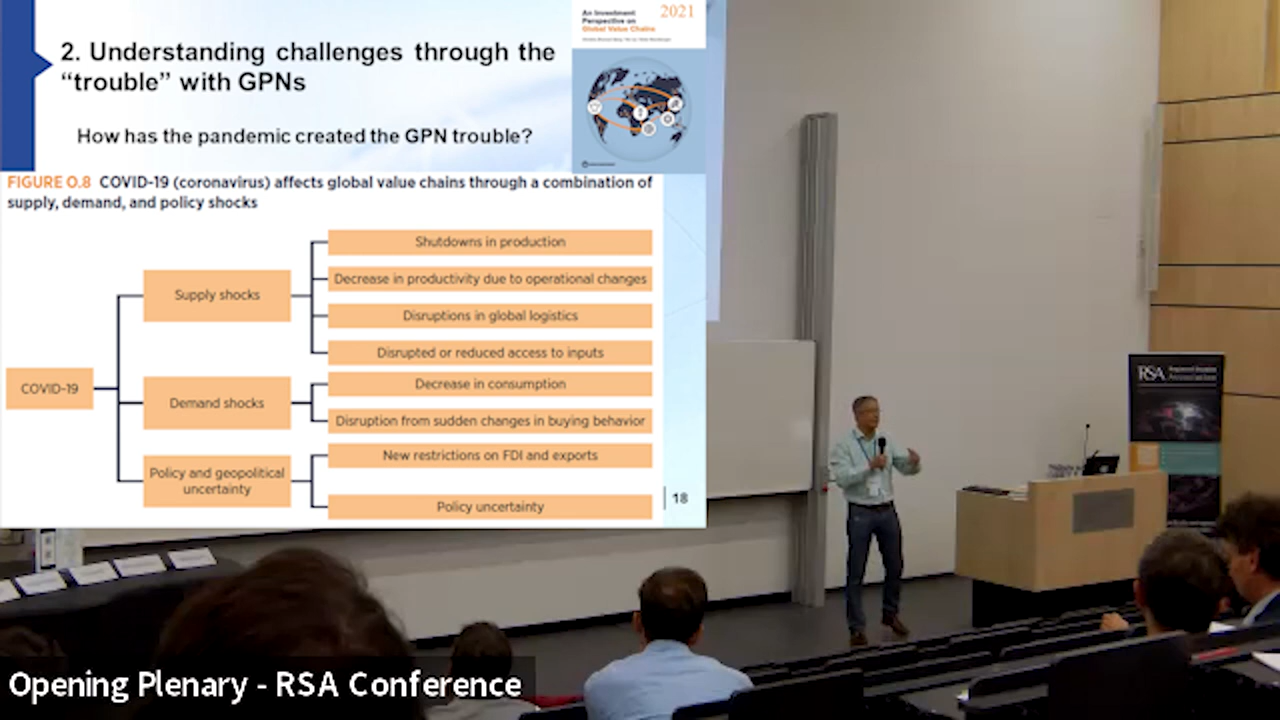 2. Understanding challenges through the
“trouble” with GPNs
How has the pandemic created the GPN trouble?
An Investment
Perspective on
Global Value Chains
2021
FIGURE O.8 COVID-19 (coronavirus) affects global value chains through a combination of
supply, demand, and policy shocks
COVID-19
Supply shocks
Shutdowns in production
Decrease in productivity due to operational changes
Disruptions in global logistics
Disrupted or reduced access to inputs
Demand shocks
Decrease in consumption
Disruption from sudden changes in buying behavior
Policy and geopolitical
uncertainty
New restrictions on FDI and exports
Policy uncertainty
18
RSA
Opening Plenary - RSA Conference